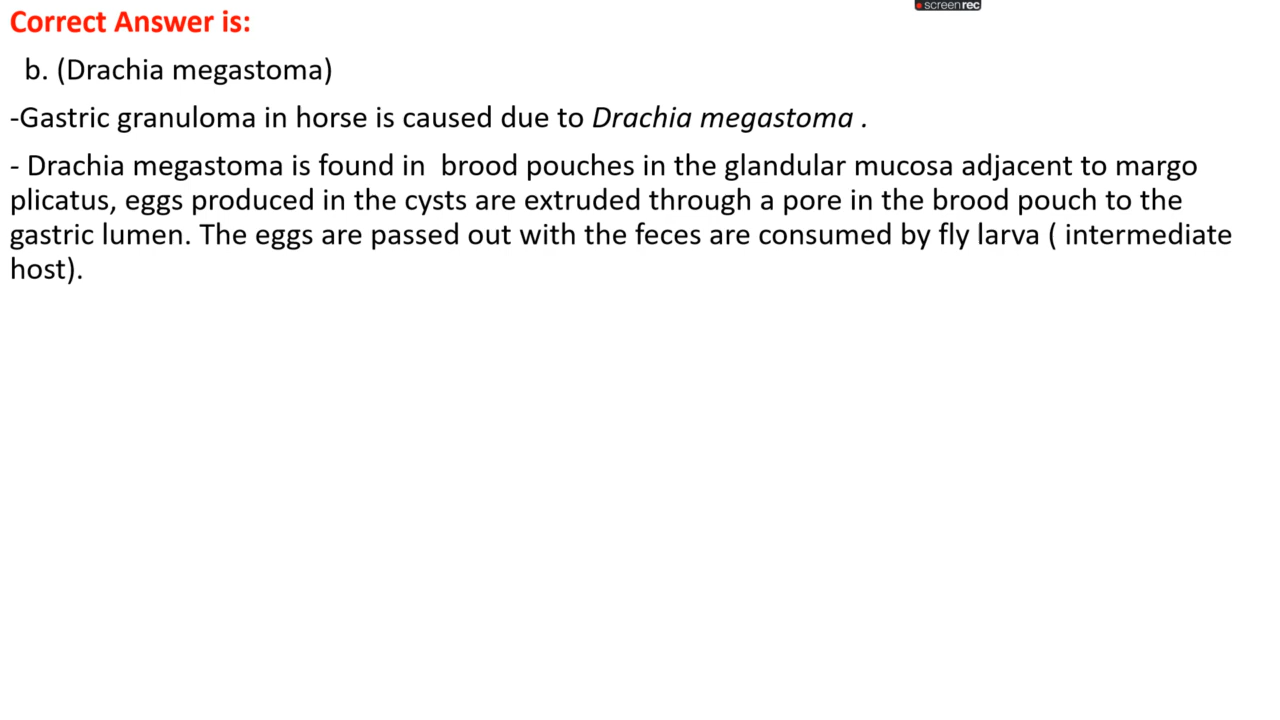 screenrec
Correct Answer is:
b. (Drachia megastoma)
-Gastric granuloma in horse is caused due to Drachia megastoma .
- Drachia megastoma is found in  brood pouches in the glandular mucosa adjacent to margo
plicatus, eggs produced in the cysts are extruded through a pore in the brood pouch to the
gastric lumen. The eggs are passed out with the feces are consumed by fly larva ( intermediate
host).